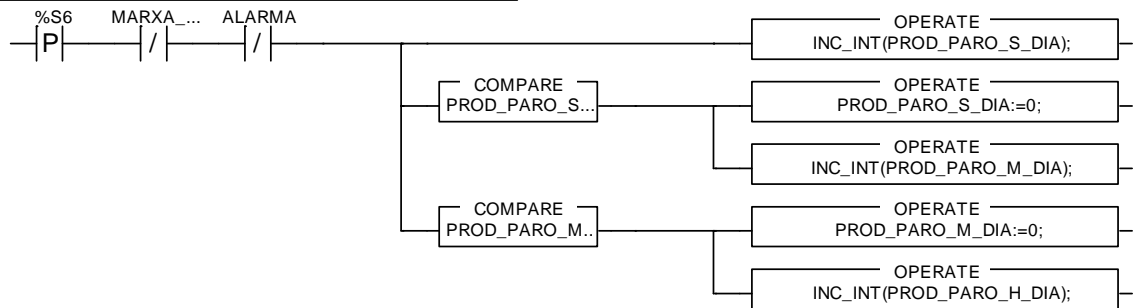 %S6 MARXA_... ALARMA
P / /
OPERATE
INC_INT(PROD_PARO_S_DIA);
COMPARE
PROD_PARO_S...
OPERATE
PROD_PARO_S_DIA:=0;
OPERATE
INC_INT(PROD_PARO_M_DIA);
COMPARE
PROD_PARO_M..
OPERATE
PROD_PARO_M_DIA:=0;
OPERATE
INC_INT(PROD_PARO_H_DIA);